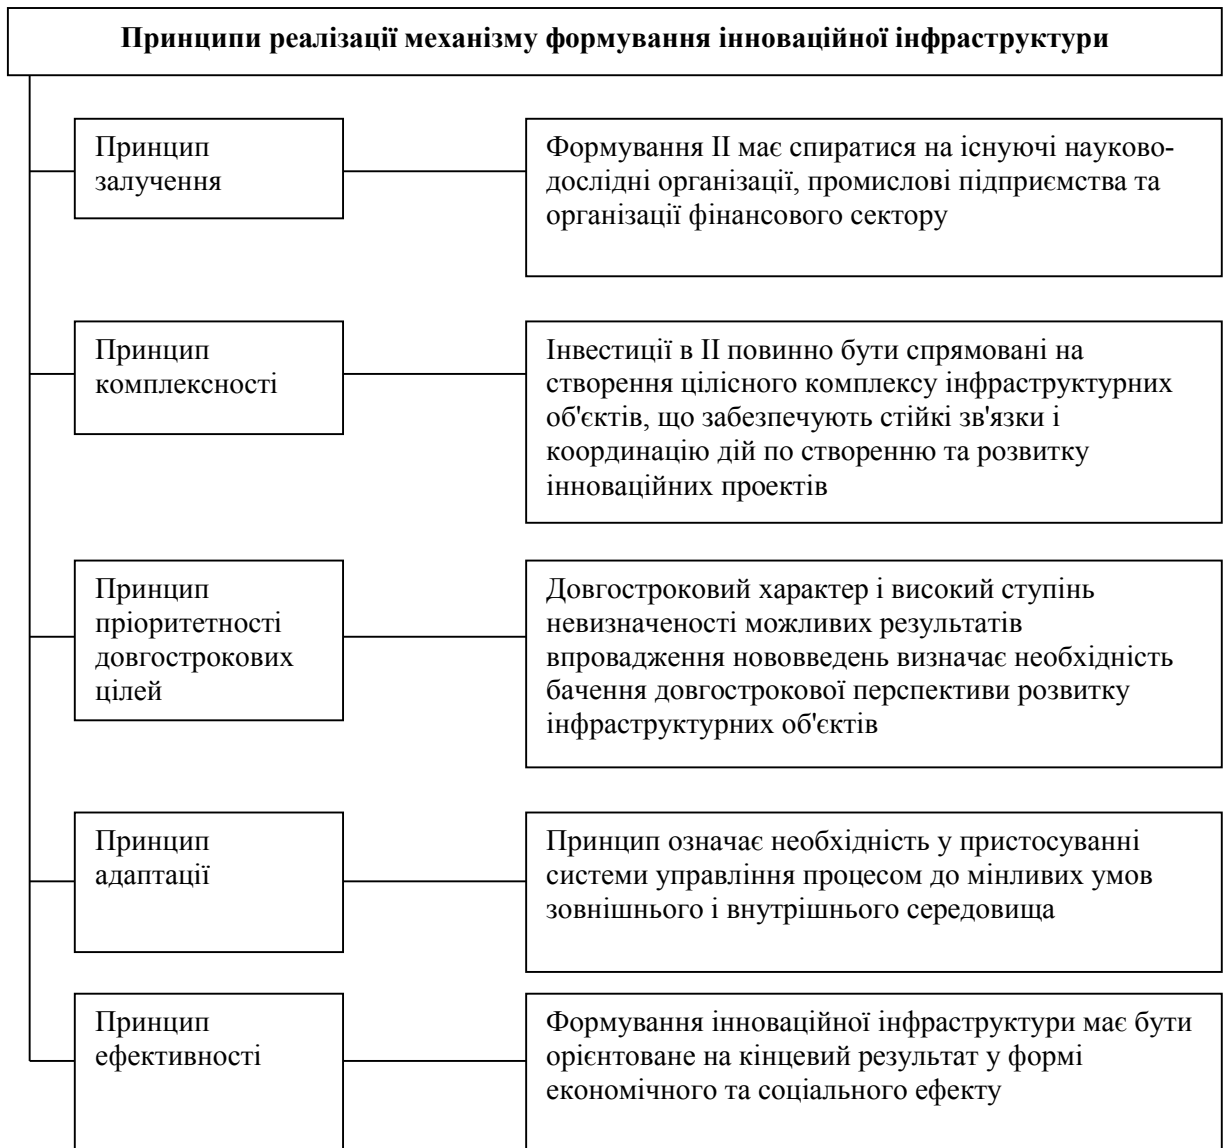 Принципи реалізації механізму формування інноваційної інфраструктури
Принцип
залучення
Формування ІІ має спиратися на існуючі науково-
дослідні організації, промислові підприємства та
організації фінансового сектору
Принцип
комплексності
Інвестиції в ІІ повинно бути спрямовані на
створення цілісного комплексу інфраструктурних
об'єктів, що забезпечують стійкі зв'язки і
координацію дій по створенню та розвитку
інноваційних проектів
Принцип
пріоритетності
довгострокових
цілей
Довгостроковий характер і високий ступінь
невизначеності можливих результатів
впровадження нововведень визначає необхідність
бачення довгострокової перспективи розвитку
інфраструктурних об'єктів
Принцип
адаптації
Принцип означає необхідність у пристосуванні
системи управління процесом до мінливих умов
зовнішнього і внутрішнього середовища
Принцип
ефективності
Формування інноваційної інфраструктури має бути
орієнтоване на кінцевий результат у формі
економічного та соціального ефекту